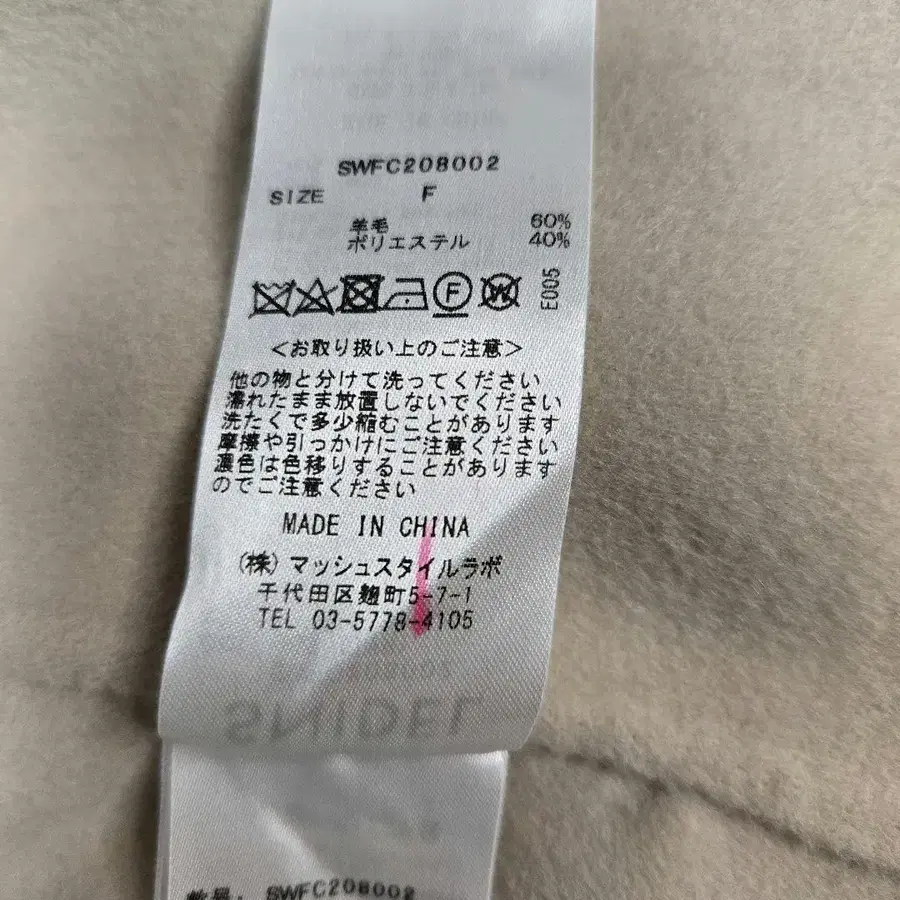 SWFC208002
SIZE F
羊毛 60%
ポリエステル 40%
F W
E005
<お取り扱い上のご注意>
他の物と分けて洗ってください
濡れたまま放置しないでください
洗たくで多少縮むことがあります
摩擦や引っかけにご注意ください
濃色は色移りすることがあります
のでご注意ください
MADE IN CHINA
(株)マッシュスタイルラボ
千代田区麹町5-7-1
TEL 03-5778-4105
SNIDEL
SWFC208002